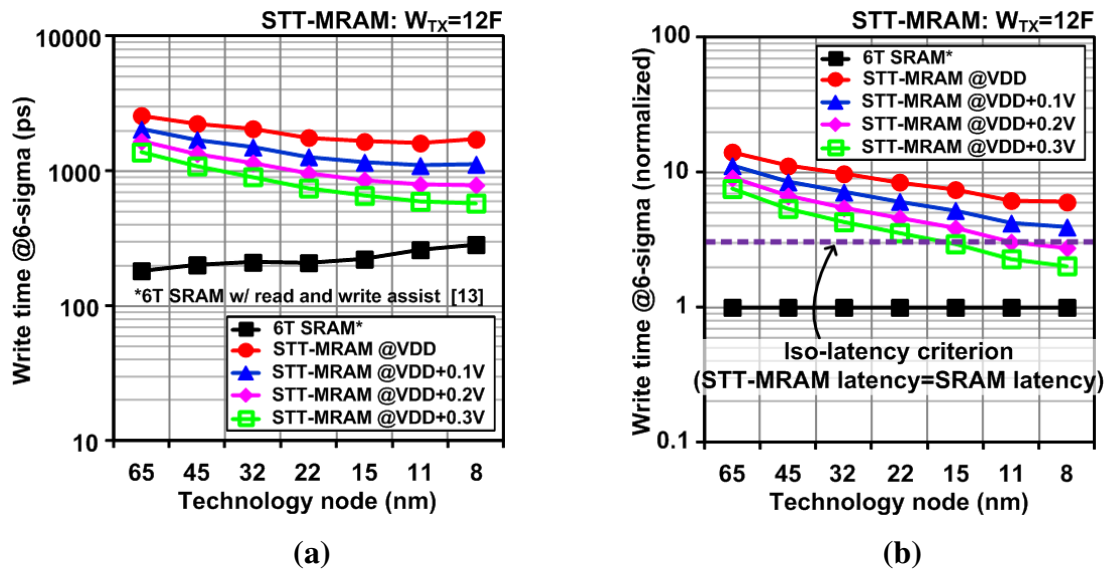 STT-MRAM: WTX=12F
Write time @6-sigma (ps)
10000
1000
100
10
*6T SRAM w/ read and write assist [13]
6T SRAM*
STT-MRAM @VDD
STT-MRAM @VDD+0.1V
STT-MRAM @VDD+0.2V
STT-MRAM @VDD+0.3V
65 45 32 22 15 11 8
Technology node (nm)
(a)
STT-MRAM: WTX=12F
Write time @6-sigma (normalized)
100
10
1
0.1
6T SRAM*
STT-MRAM @VDD
STT-MRAM @VDD+0.1V
STT-MRAM @VDD+0.2V
STT-MRAM @VDD+0.3V
Iso-latency criterion
(STT-MRAM latency=SRAM latency)
65 45 32 22 15 11 8
Technology node (nm)
(b)